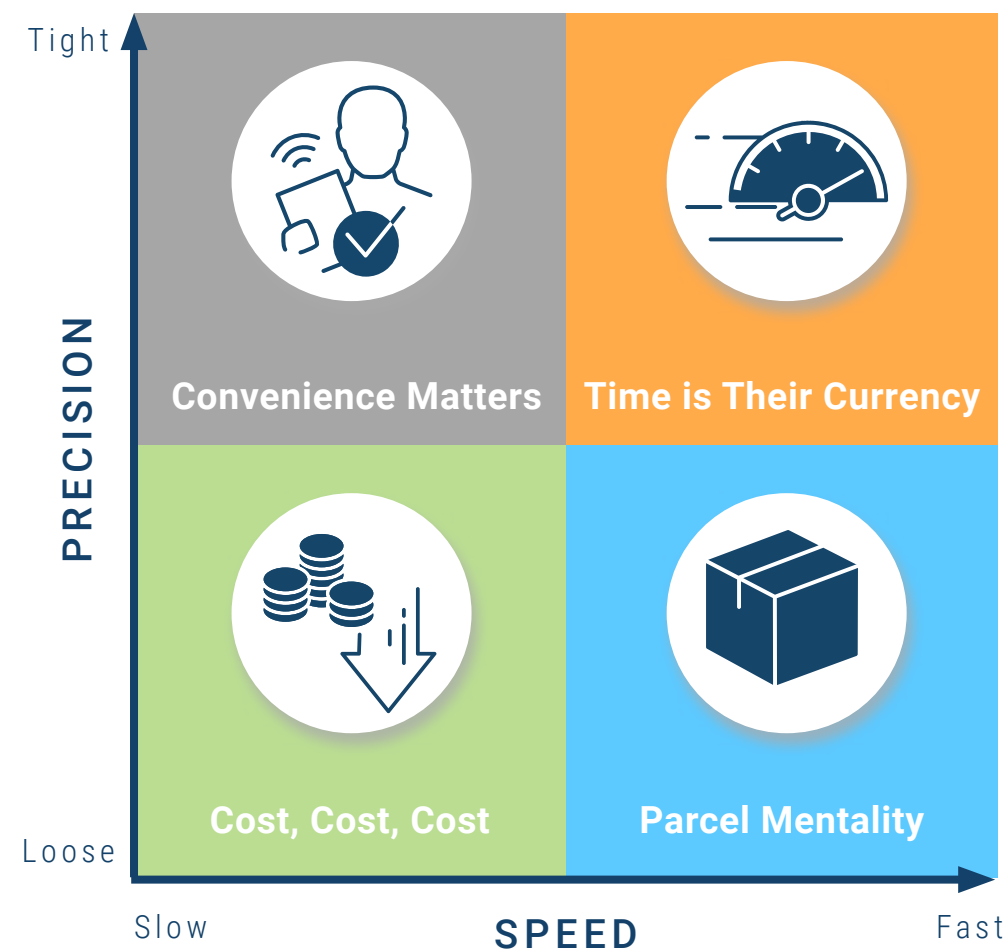 Tight
Convenience Matters
Time is Their Currency
PRECISION
Cost, Cost, Cost
Parcel Mentality
Loose
Slow
SPEED
Fast